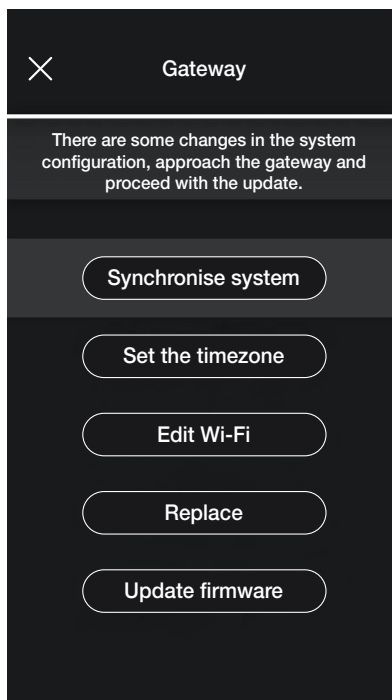 Gateway
There are some changes in the system
configuration, approach the gateway and
proceed with the update.
Synchronise system
Set the timezone
Edit Wi-Fi
Replace
Update firmware